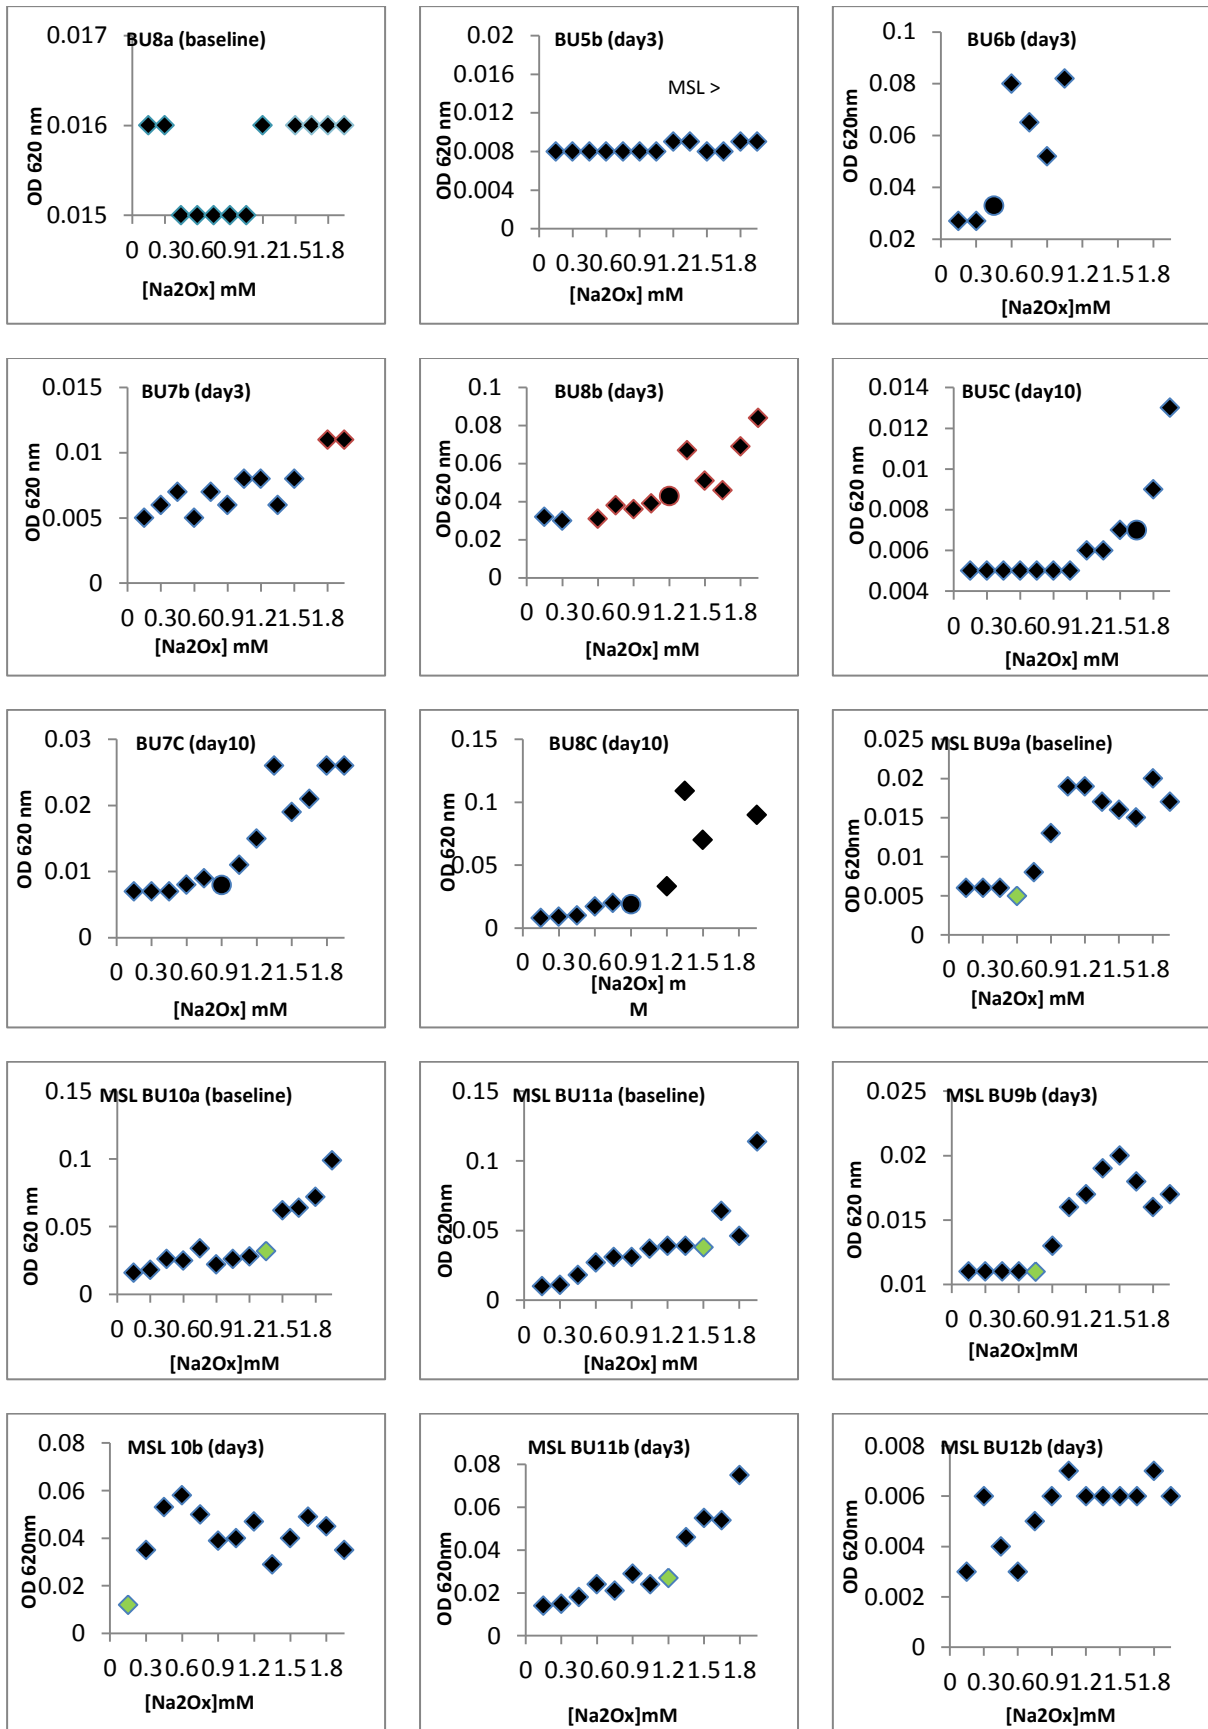 BU8a (baseline)
0.017
0.016
0.015
OD 620 nm
0 0.30.60.91.21.51.8
[Na2Ox] mM
BU5b (day3)
0.02
0.016
0.012
0.008
0.004
0
OD 620 nm
MSL >
0 0.30.60.91.21.51.8
[Na2Ox] mM
BU6b (day3)
0.1
0.08
0.06
0.04
0.02
OD 620nm
0 0.30.60.91.21.51.8
[Na2Ox]mM
BU7b (day3)
0.015
0.01
0.005
0
OD 620 nm
0 0.30.60.91.21.51.8
[Na2Ox] mM
BU8b (day3)
0.1
0.08
0.06
0.04
0.02
0
OD 620 nm
0 0.30.60.91.21.51.8
[Na2Ox] mM
BU5C (day10)
0.014
0.012
0.01
0.008
0.006
0.004
OD 620 nm
0 0.30.60.91.21.51.8
[Na2Ox] mM
BU7C (day10)
0.03
0.02
0.01
0
OD 620 nm
0 0.30.60.91.21.51.8
[Na2Ox] mM
BU8C (day10)
0.15
0.1
0.05
0
OD 620 nm
0 0.30.60.91.21.51.8
[Na2Ox] m
M
MSL BU9a (baseline)
0.025
0.02
0.015
0.01
0.005
0
OD 620nm
0 0.30.60.91.21.51.8
[Na2Ox] mM
MSL BU10a (baseline)
0.15
0.1
0.05
0
OD 620 nm
0 0.30.60.91.21.51.8
[Na2Ox]mM
MSL BU11a (baseline)
0.15
0.1
0.05
0
OD 620nm
0 0.30.60.91.21.51.8
[Na2Ox] mM
MSL BU9b (day3)
0.025
0.02
0.015
0.01
OD 620 nm
0 0.30.60.91.21.51.8
[Na2Ox]mM
MSL 10b (day3)
0.08
0.06
0.04
0.02
0
OD 620nm
0 0.30.60.91.21.51.8
[Na2Ox]mM
MSL BU11b (day3)
0.08
0.06
0.04
0.02
0
OD 620nm
0 0.30.60.91.21.51.8
[Na2Ox]mM
MSL BU12b (day3)
0.008
0.006
0.004
0.002
0
OD 620nm
0 0.30.60.91.21.51.8
[Na2Ox]mM